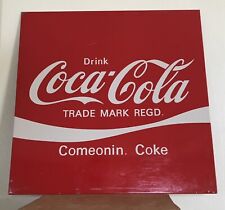 Drink
Coca-Cola
TRADE MARK REGD.
Comeonin. Coke